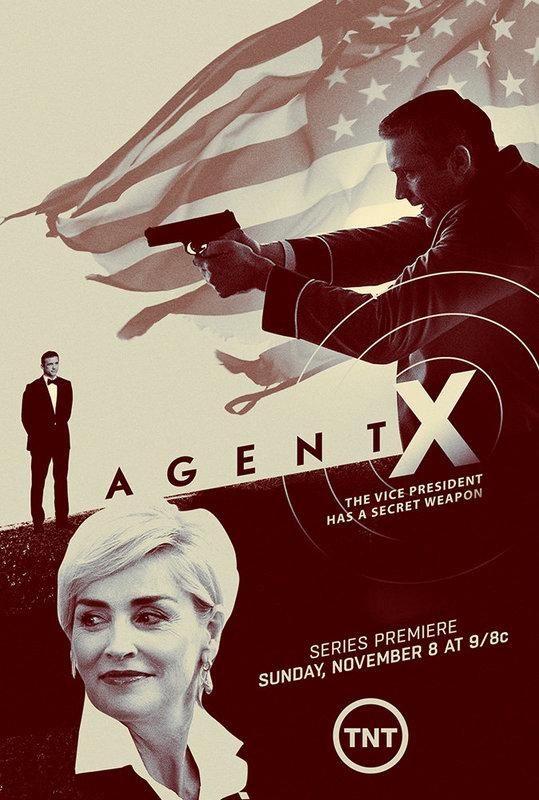 AGENT X
THE VICE PRESIDENT
HAS A SECRET WEAPON
SERIES PREMIERE
SUNDAY, NOVEMBER 8 AT 9/8c
TNT